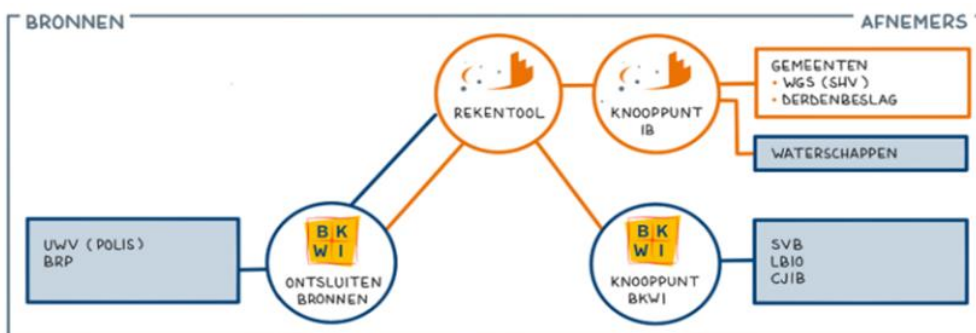 BRONNEN
AFNEMERS
REKENTOOL
KNOOPPUNT
IB
GEMEENTEN
• WGS (SHV)
• DERDENBESLAG
WATERSCHAPPEN
UWV (POLIS)
BRP
BK
WI
ONTSLUITEN
BRONNEN
BK
WI
KNOOPPUNT
BKWI
SVB
LBIO
CJIB